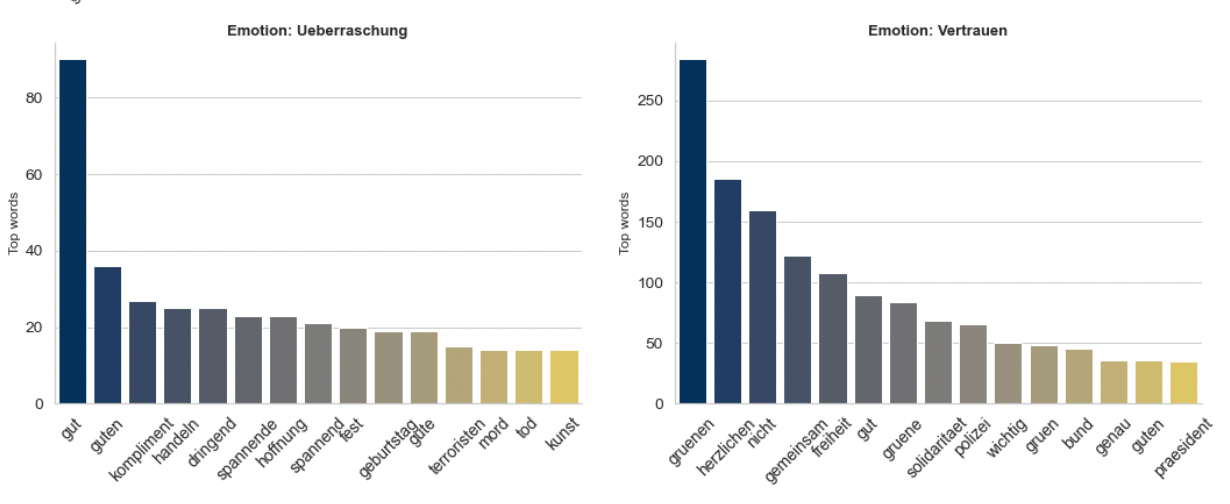 Emotion: Ueberraschung
Top words
80
60
40
20
0
gut
guten
kompliment
handeln
dringend
spannende
hoffnung
spannend
fest
geburtstag
güte
terroristen
mord
tod
kunst
Emotion: Vertrauen
Top words
250
200
150
100
50
0
gruenen
herzlichen
nicht
gemeinsam
freiheit
gut
gruene
solidaritaet
polizei
wichtig
gruen
bund
genau
guten
praesident